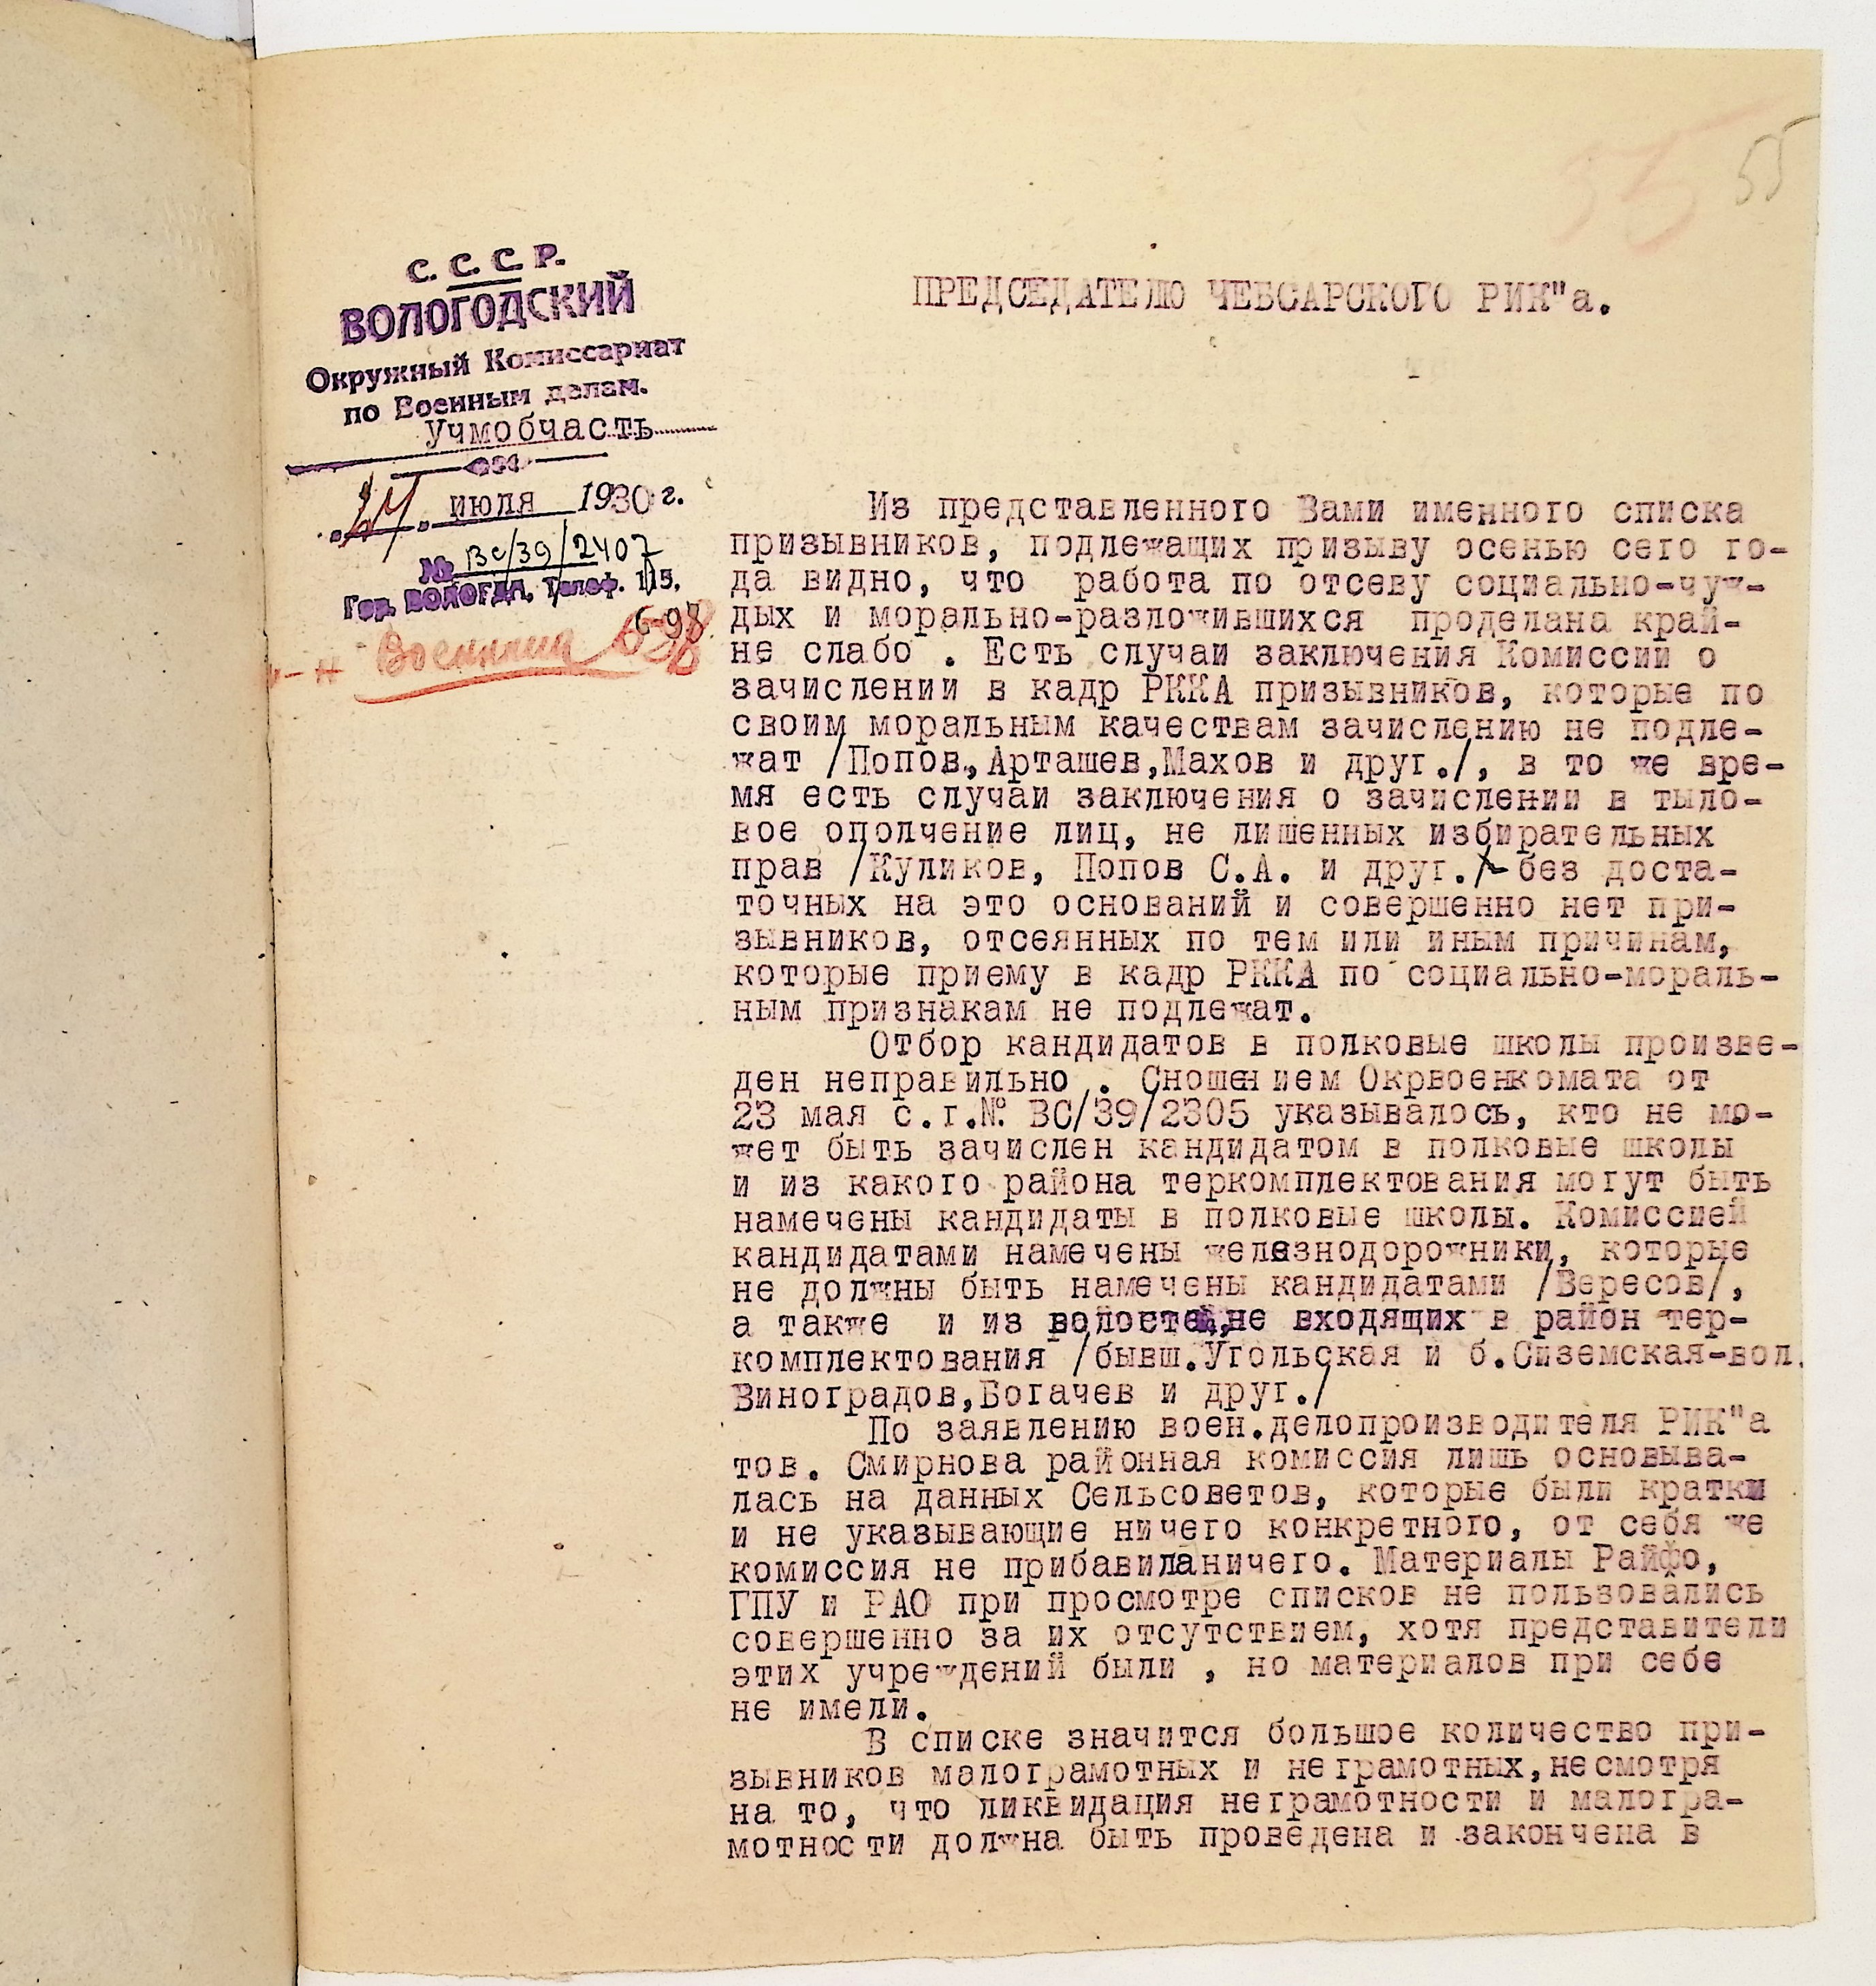 55
С. С. С. Р.
ВОЛОГОДСКИЙ
Окружный Комиссариат
по Военным делам.
Учмобчасть
июля 1930 г.
№ ВС/39/2407
Гор. ВОЛОГДА, Телеф. 115,
6-98
ПРЕДСЕДАТЕЛЮ ЧЕБСАРСКОГО РИК"а.
Из представленного Вами именного списка
призывников, подлежащих призыву осенью сего го-
да видно, что работа по отсеву социально-чуж-
дых и морально-разложившихся проделана край-
не слабо . Есть случаи заключения Комиссии о
зачислении в кадр РККА призывников, которые по
своим моральным качествам зачислению не подле-
жат /Попов, Арташев,Махов и друг./, в то же вре-
мя есть случаи заключения о зачислении в тыло-
вое ополчение лиц, не лишенных избирательных
прав /Куликов, Попов С.А. и друг./-без доста-
точных на это оснований и совершенно нет при-
зывников, отсеянных по тем или иным причинам,
которые приему в кадр РККА по социально-мораль-
ным признакам не подлежат.
Отбор кандидатов в полковые школы произве-
ден неправильно . Сношением Окрвоенкомата от
23 мая с.г.№ ВС/39/2305 указывалось, кто не мо-
жет быть зачислен кандидатом в полковые школы
и из какого района теркомплектования могут быть
намечены кандидаты в полковые школы. Комиссией
кандидатами намечены железнодорожники, которые
не должны быть намечены кандидатами /Вересов/,
а также и из волостей,не входящих в район тер-
комплектования /бывш.Угольская и б.Сиземская-вол.
Виноградов,Богачев и друг./
По заявлению воен.делопроизводителя РИК"а
тов. Смирнова районная комиссия лишь основыва-
лась на данных Сельсоветов, которые были кратки
и не указывающие ничего конкретного, от себя же
комиссия не прибавиланичего. Материалы Райфо,
ГПУ и РАО при просмотре списков не пользовались
совершенно за их отсутствием, хотя представители
этих учреждений были , но материалов при себе
не имели.
В списке значится большое количество при-
зывников малограмотных и неграмотных,несмотря
на то, что ликвидация неграмотности и малогра-
мотности должна быть проведена и закончена в